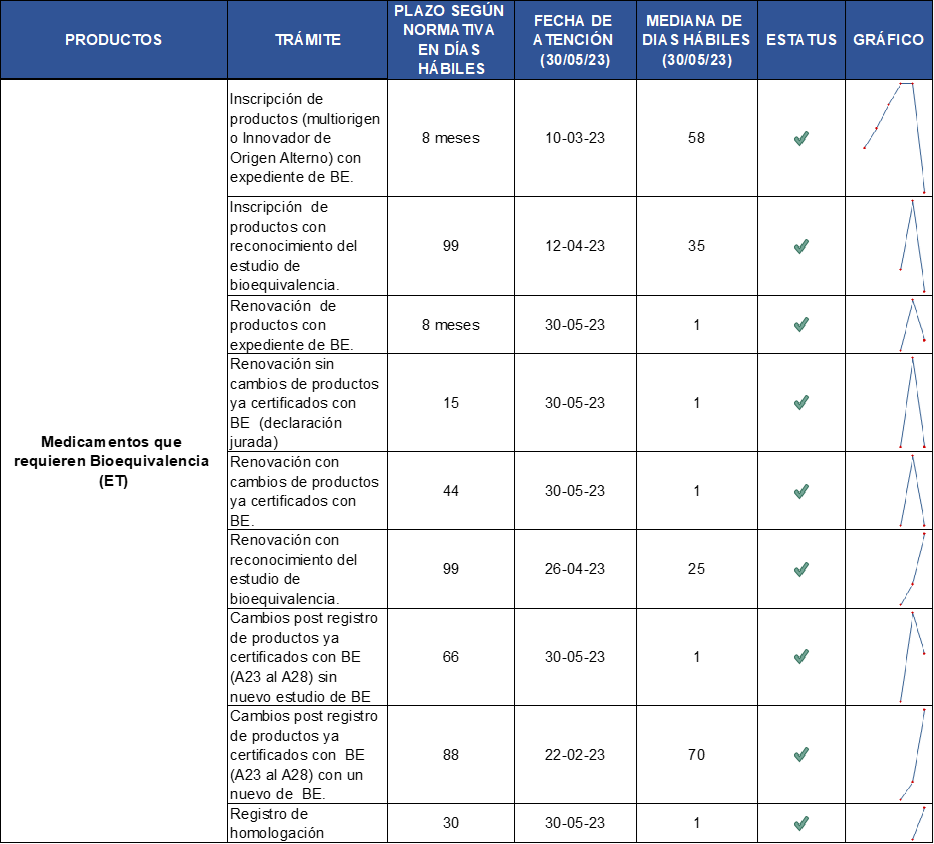 PRODUCTOS
TRÁMITE
PLAZO SEGÚN
NORMATIVA
EN DÍAS
HÁBILES
FECHA DE
ATENCIÓN
(30/05/23)
MEDIANA DE
DIAS HÁBILES
(30/05/23)
ESTATUS
GRÁFICO
Medicamentos que
requieren Bioequivalencia
(ET)
Inscripción de
productos (multiorigen
o Innovador de
Origen Alterno) con
expediente de BE.
8 meses
10-03-23
58
Inscripción de
productos con
reconocimiento del
estudio de
bioequivalencia.
99
12-04-23
35
Renovación de
productos con
expediente de BE.
8 meses
30-05-23
1
Renovación sin
cambios de productos
ya certificados con
BE (declaración
jurada)
15
30-05-23
1
Renovación con
cambios de productos
ya certificados con
BE.
44
30-05-23
1
Renovación con
reconocimiento del
estudio de
bioequivalencia.
99
26-04-23
25
Cambios post registro
de productos ya
certificados con BE
(A23 al A28) sin
nuevo estudio de BE
66
30-05-23
1
Cambios post registro
de productos ya
certificados con BE
(A23 al A28) con un
nuevo de BE.
88
22-02-23
70
Registro de
homologación
30
30-05-23
1